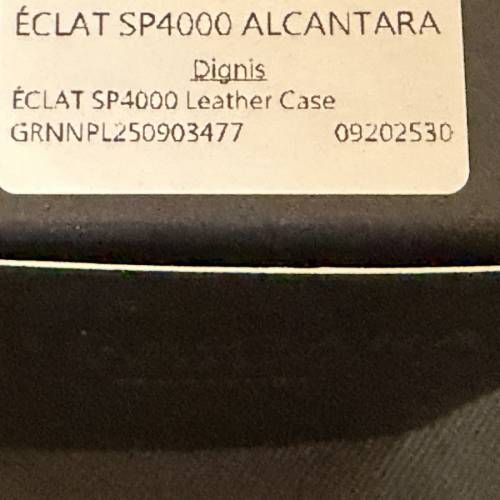 ÉCLAT SP4000 ALCANTARA
Dignis
ÉCLAT SP4000 Leather Case
GRNNPL250903477 09202530